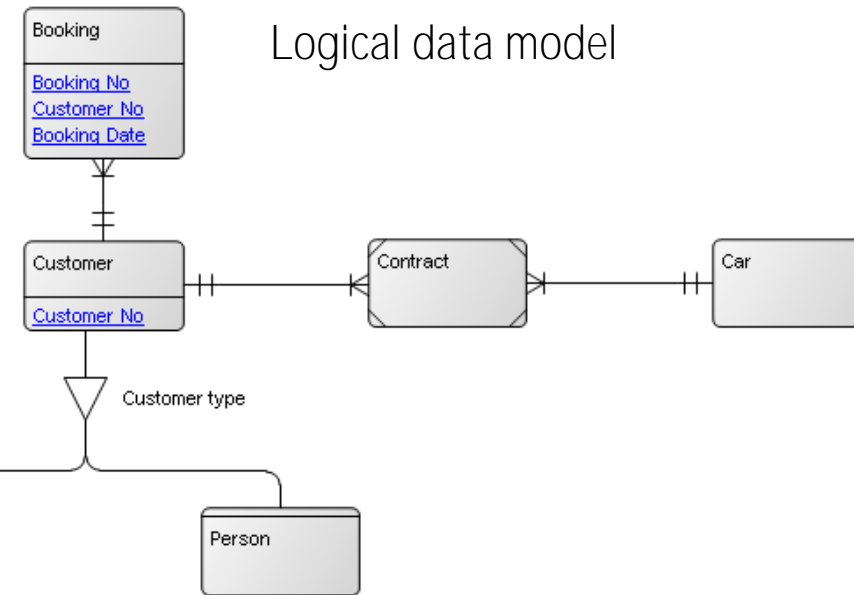 Logical data model
Booking
Booking No
Customer No
Booking Date
Customer
Customer No
Contract
Car
Customer type
Person